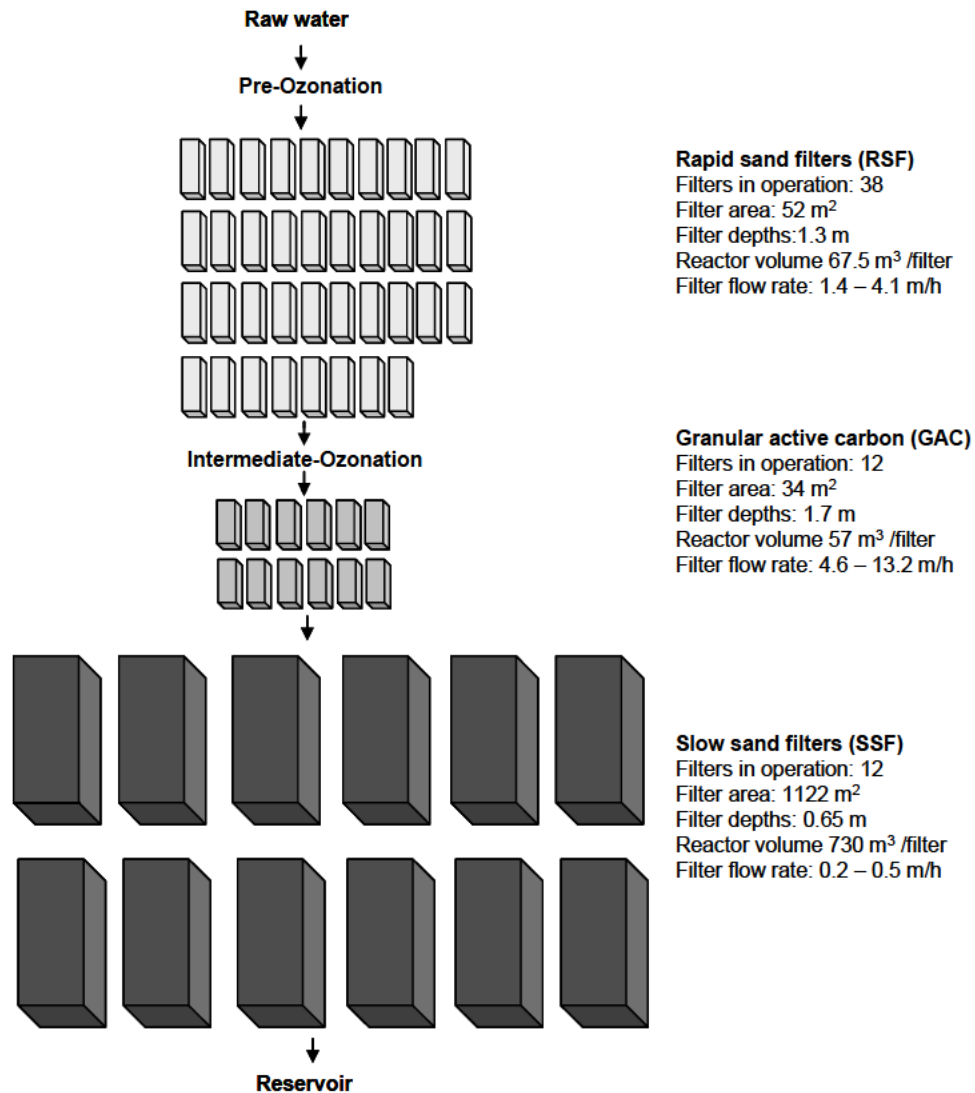 Raw water
Pre-Ozonation
Rapid sand filters (RSF)
Filters in operation: 38
Filter area: 52 m²
Filter depths:1.3 m
Reactor volume 67.5 m³ /filter
Filter flow rate: 1.4 – 4.1 m/h
Intermediate-Ozonation
Granular active carbon (GAC)
Filters in operation: 12
Filter area: 34 m²
Filter depths: 1.7 m
Reactor volume 57 m³ /filter
Filter flow rate: 4.6 – 13.2 m/h
Slow sand filters (SSF)
Filters in operation: 12
Filter area: 1122 m²
Filter depths: 0.65 m
Reactor volume 730 m³ /filter
Filter flow rate: 0.2 – 0.5 m/h
Reservoir